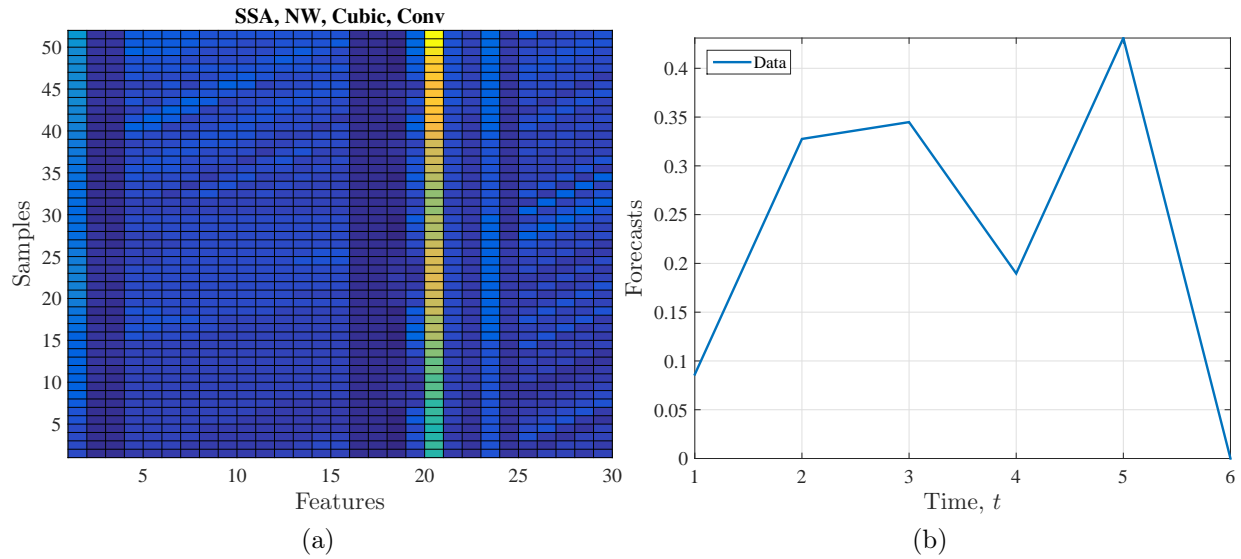 SSA, NW, Cubic, Conv
50
45
40
35
30
25
20
15
10
5
Samples
5 10 15 20 25 30
Features
(a)
Data
0.4
0.35
0.3
0.25
0.2
0.15
0.1
0.05
0
Forecasts
1 2 3 4 5 6
Time, t
(b)